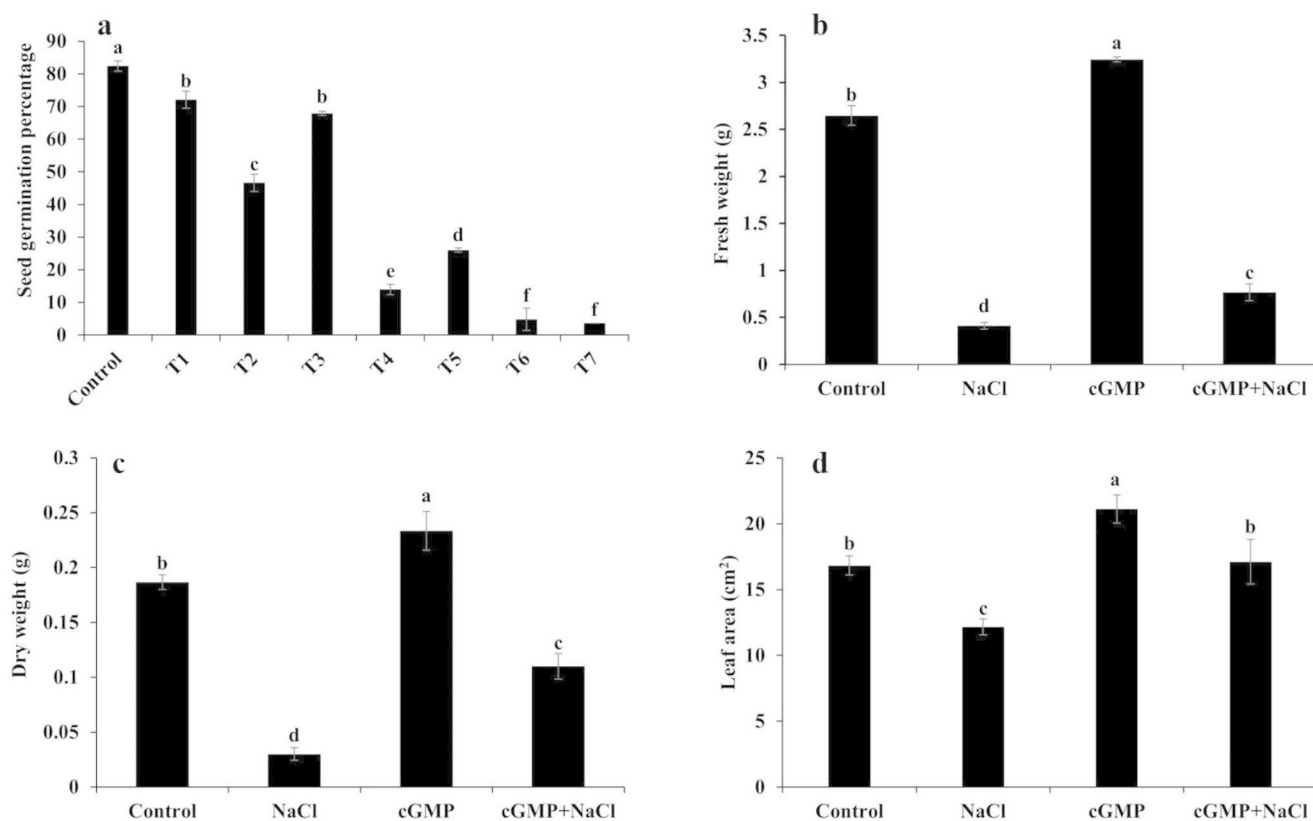 a
Seed germination percentage
90
80
70
60
50
40
30
20
10
0
a
b
c
b
e
d
f
f
Control
T1
T2
T3
T4
T5
T6
T7
b
Fresh weight (g)
3.5
3
2.5
2
1.5
1
0.5
0
b
d
a
c
Control NaCl cGMP cGMP+NaCl
c
Dry weight (g)
0.3
0.25
0.2
0.15
0.1
0.05
0
b
d
a
c
Control NaCl cGMP cGMP+NaCl
d
Leaf area (cm²)
25
20
15
10
5
0
b
c
a
b
Control NaCl cGMP cGMP+NaCl